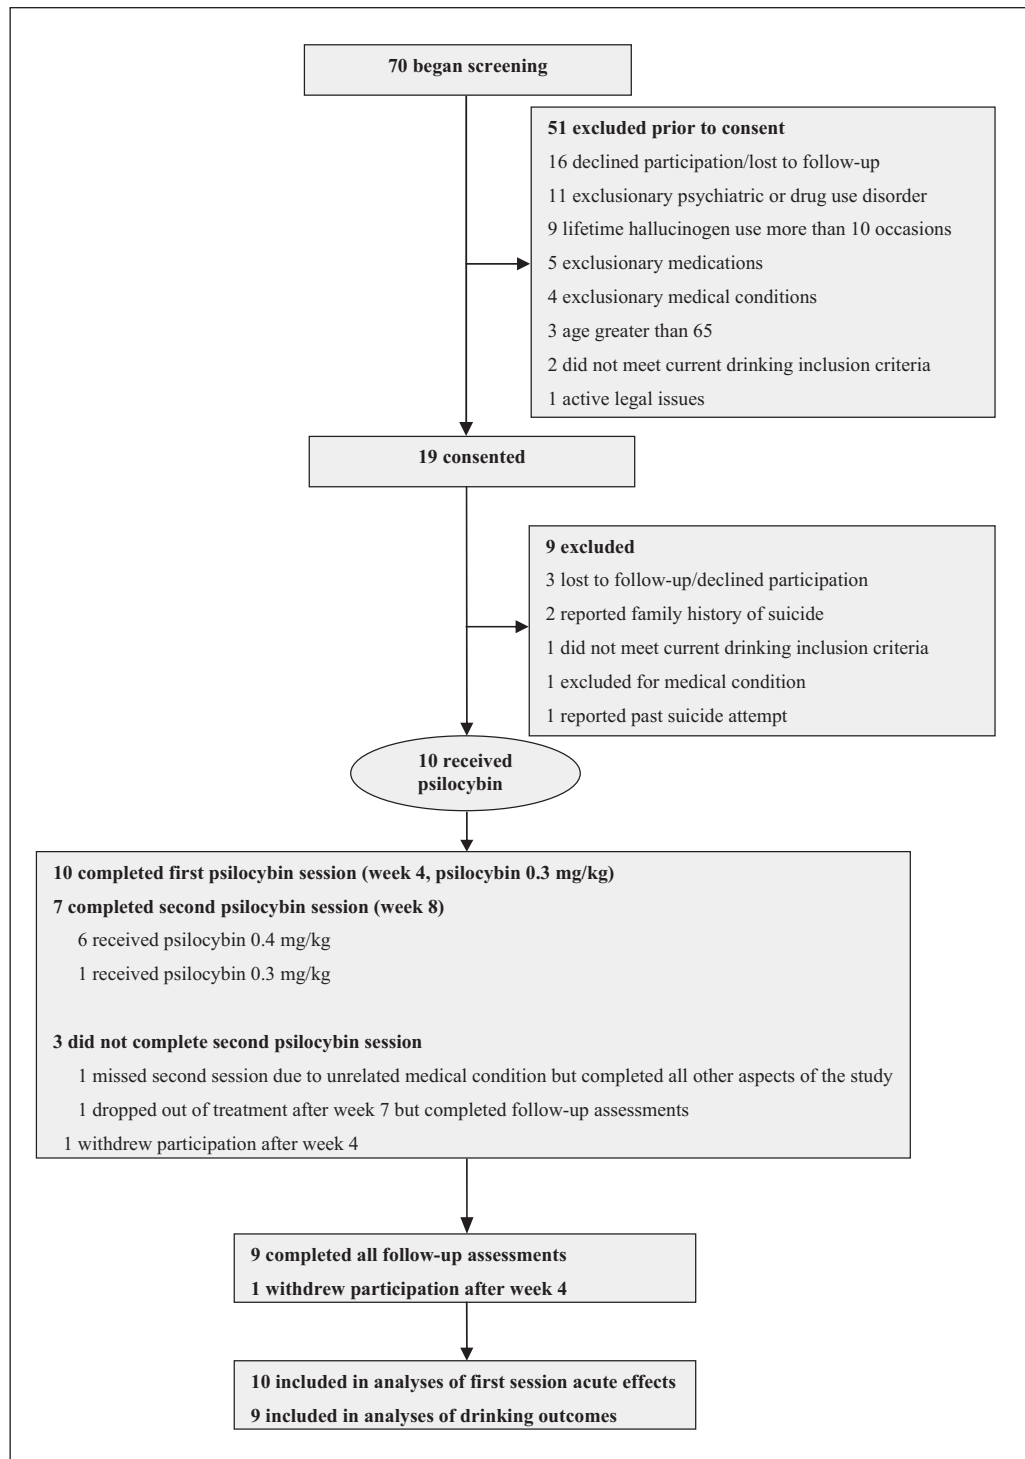 70 began screening
51 excluded prior to consent
16 declined participation/lost to follow-up
11 exclusionary psychiatric or drug use disorder
9 lifetime hallucinogen use more than 10 occasions
5 exclusionary medications
4 exclusionary medical conditions
3 age greater than 65
2 did not meet current drinking inclusion criteria
1 active legal issues
19 consented
9 excluded
3 lost to follow-up/declined participation
2 reported family history of suicide
1 did not meet current drinking inclusion criteria
1 excluded for medical condition
1 reported past suicide attempt
10 received
psilocybin
10 completed first psilocybin session (week 4, psilocybin 0.3 mg/kg)
7 completed second psilocybin session (week 8)
6 received psilocybin 0.4 mg/kg
1 received psilocybin 0.3 mg/kg
3 did not complete second psilocybin session
1 missed second session due to unrelated medical condition but completed all other aspects of the study
1 dropped out of treatment after week 7 but completed follow-up assessments
1 withdrew participation after week 4
9 completed all follow-up assessments
1 withdrew participation after week 4
10 included in analyses of first session acute effects
9 included in analyses of drinking outcomes